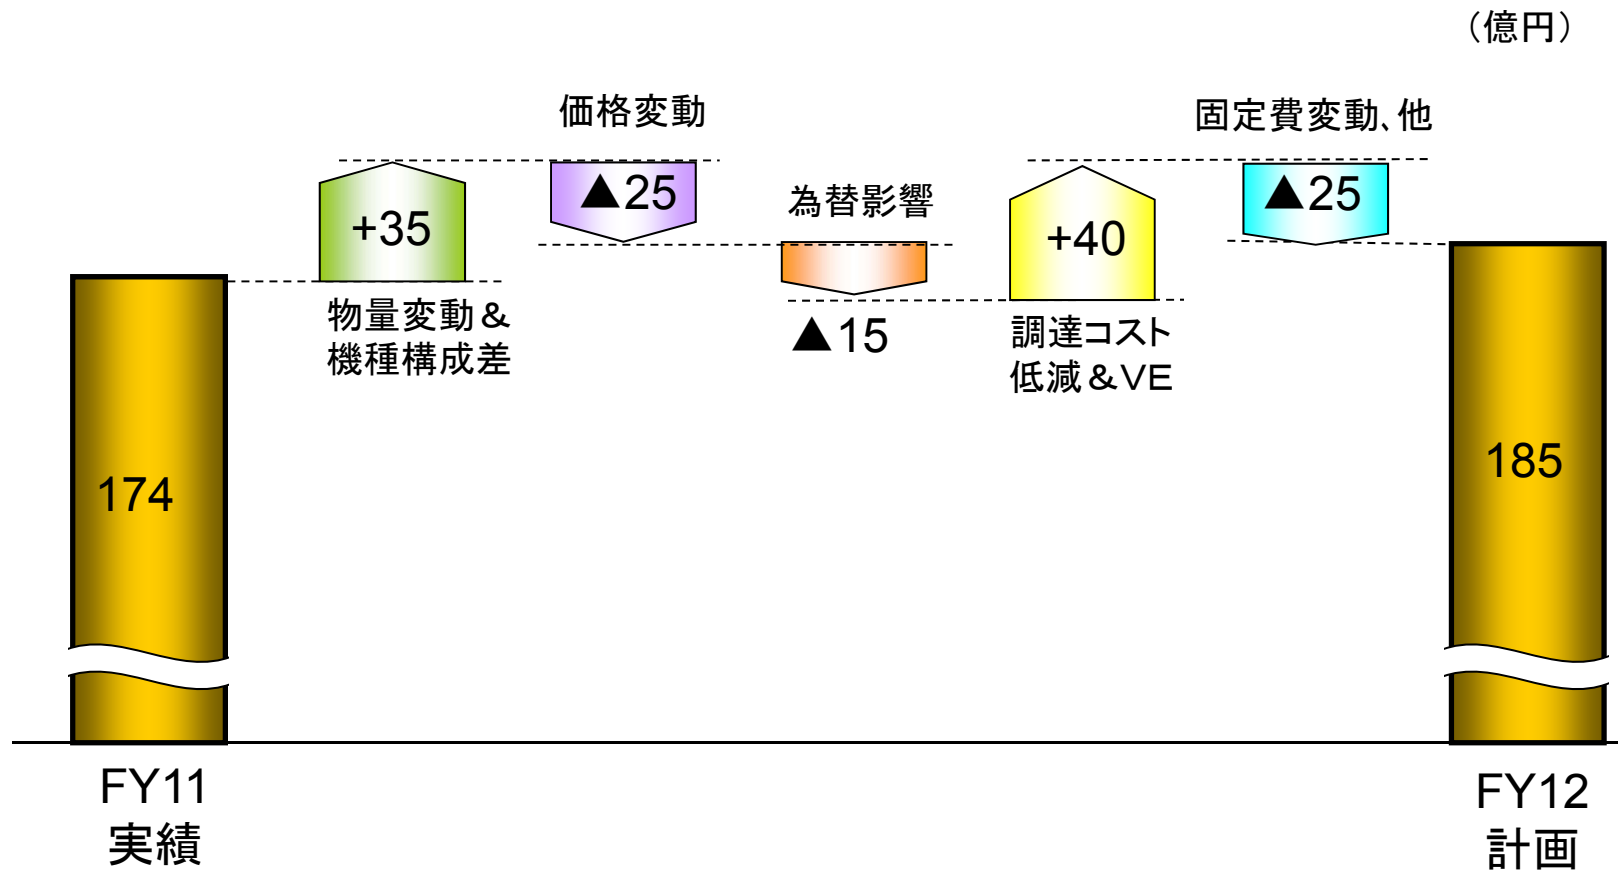 （億円）
価格変動
固定費変動、他
▲25
▲25
為替影響
+35
+40
物量変動＆
機種構成差
▲15
調達コスト
低減＆VE
174
185
FY11
実績
FY12
計画